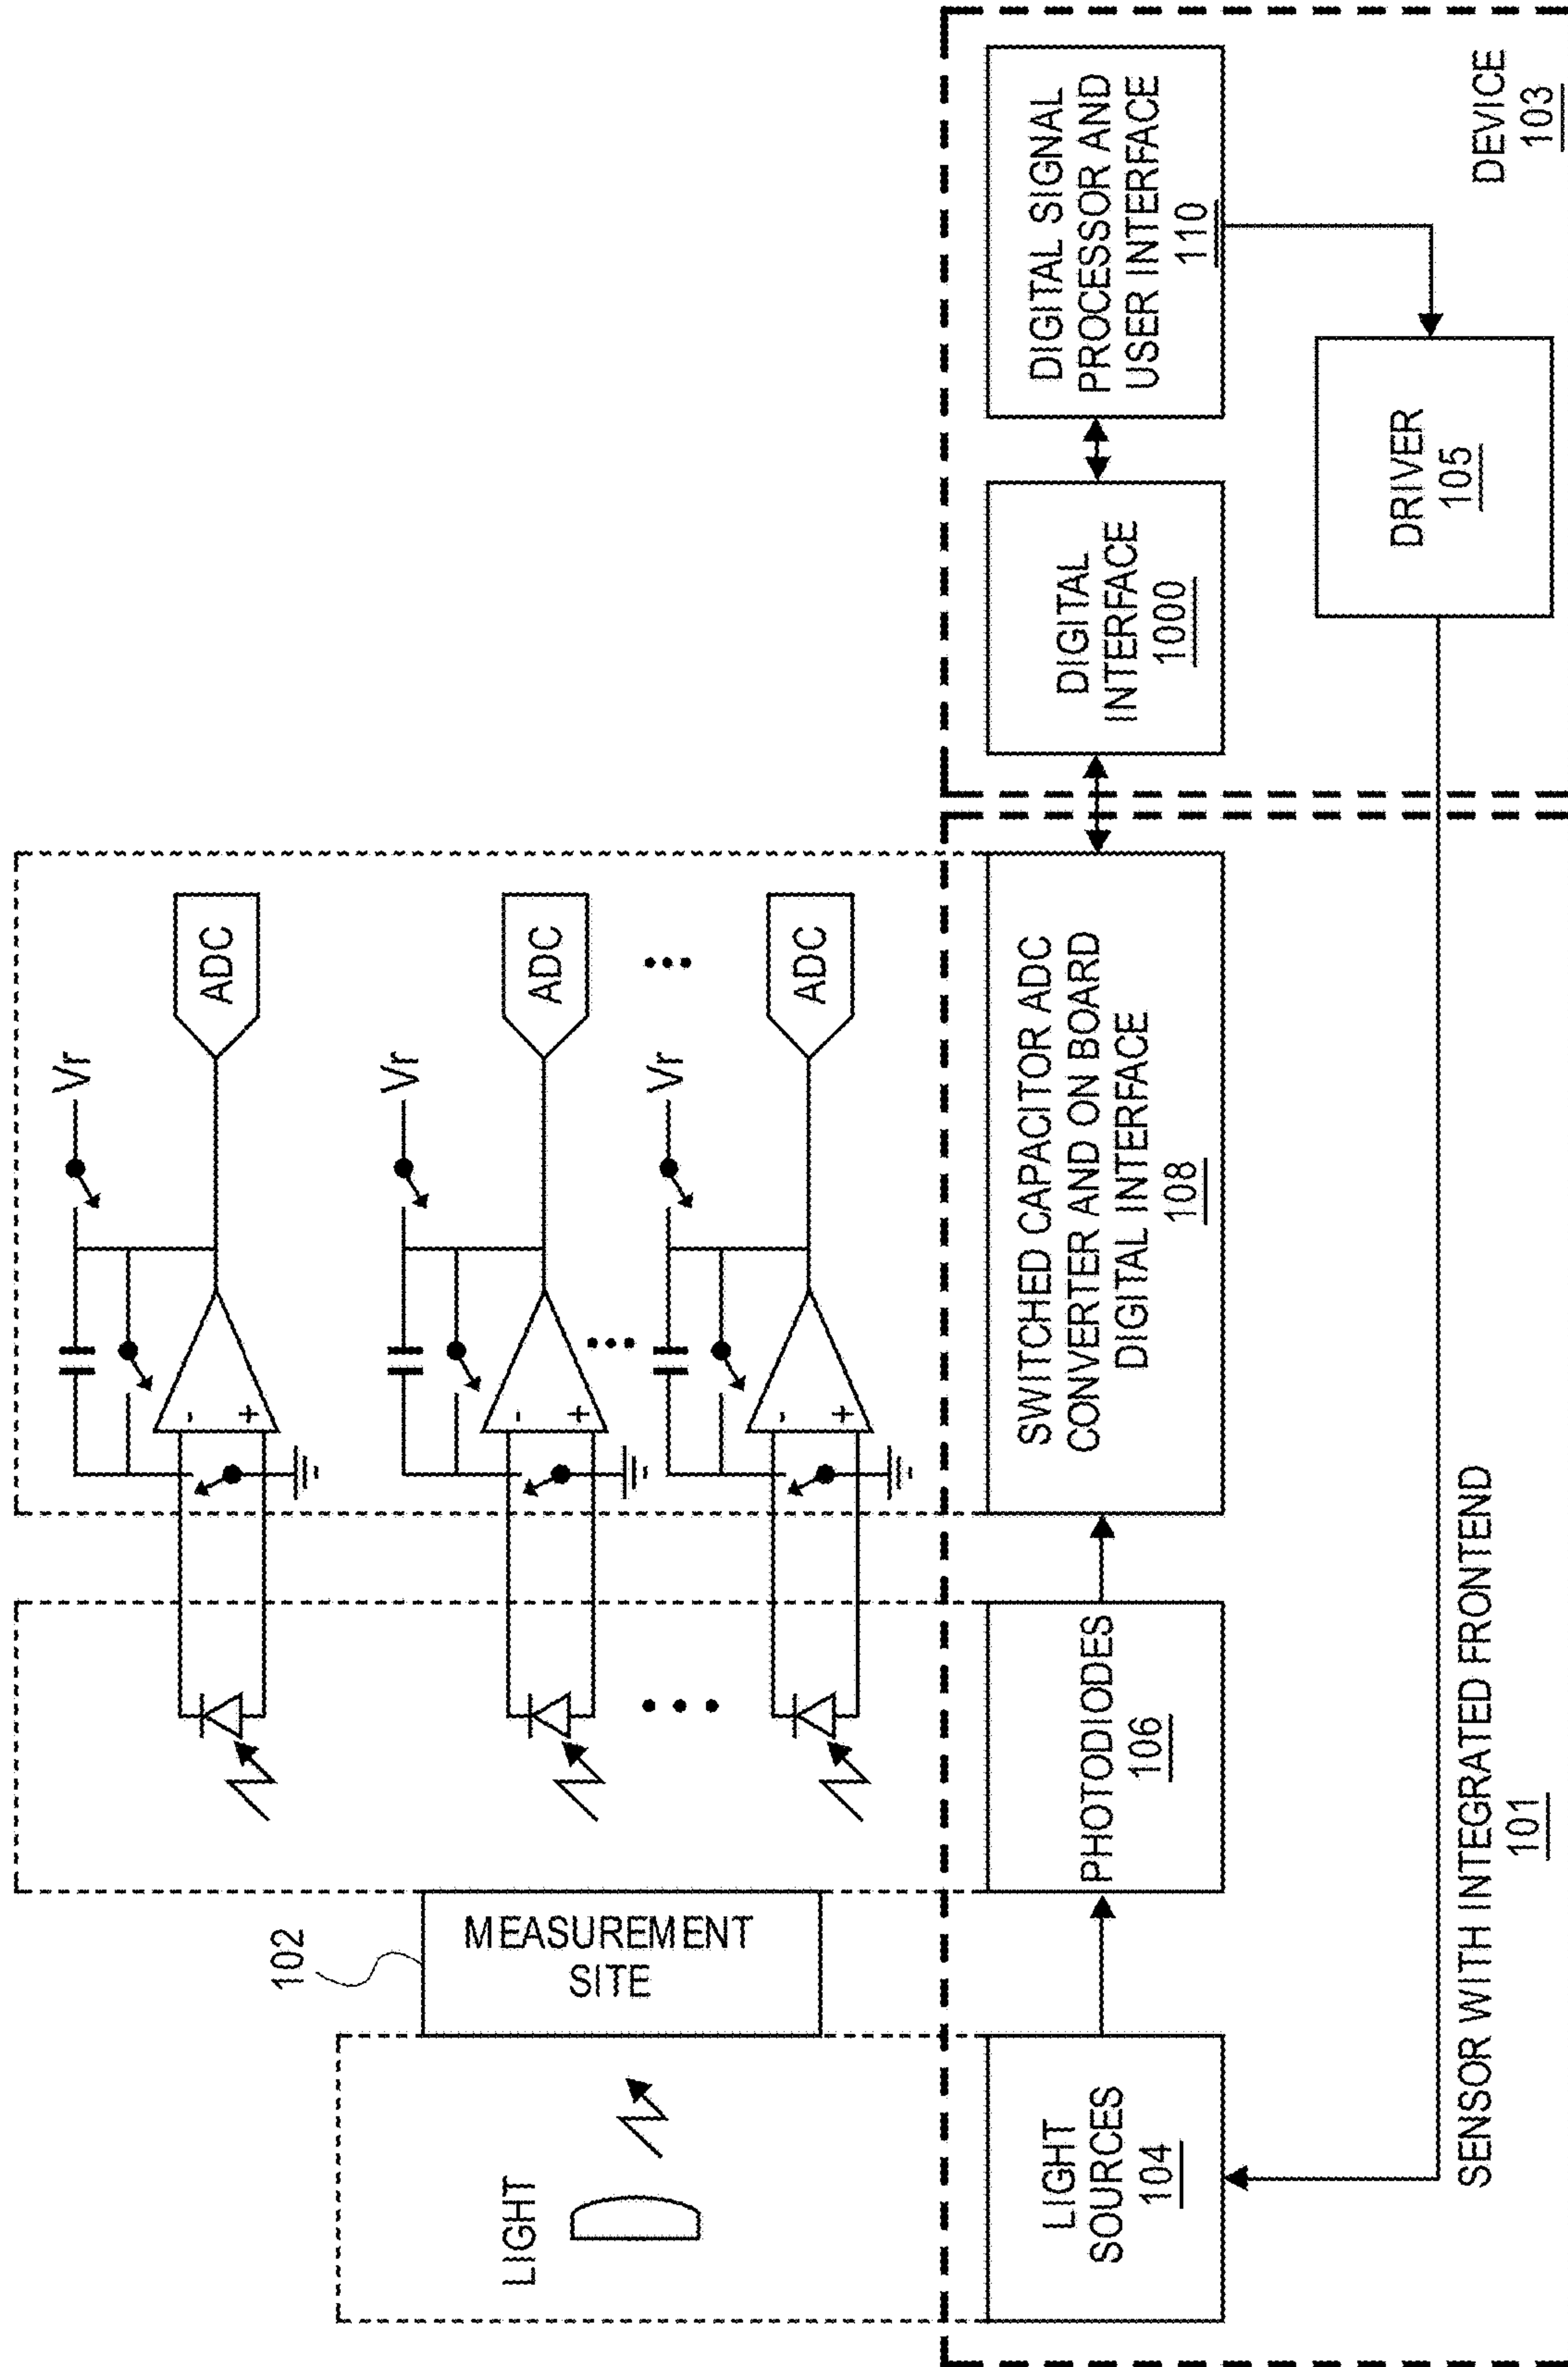 Vr
ADC
-
+
Vr
ADC
-
+
Vr
ADC
-
+
102
MEASUREMENT
SITE
LIGHT
LIGHT
SOURCES
104
PHOTODIODES
106
SWITCHED CAPACITOR ADC
CONVERTER AND ON BOARD
DIGITAL INTERFACE
108
DIGITAL
INTERFACE
1000
DIGITAL SIGNAL
PROCESSOR AND
USER INTERFACE
110
DRIVER
105
SENSOR WITH INTEGRATED FRONTEND
101
DEVICE
103